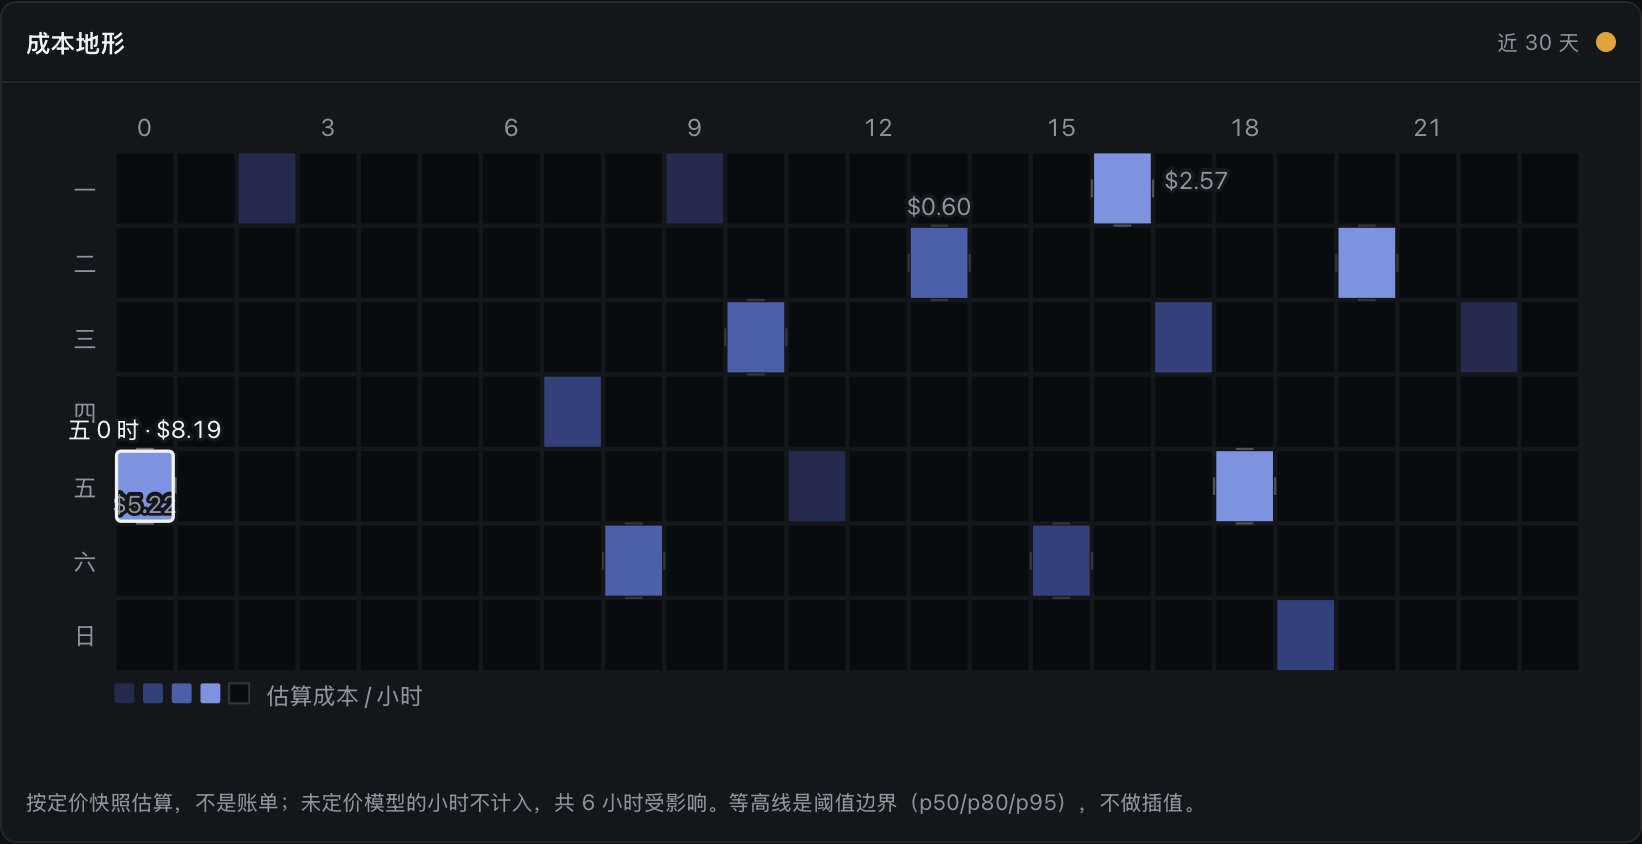 成本地形
近 30 天
0 3 6 9 12 15 18 21
一
$2.57
$0.60
二
三
四
五 0 时 · $8.19
五
$5.22
六
日
估算成本 / 小时
按定价快照估算，不是账单；未定价模型的小时不计入，共 6 小时受影响。等高线是阈值边界（p50/p80/p95），不做插值。